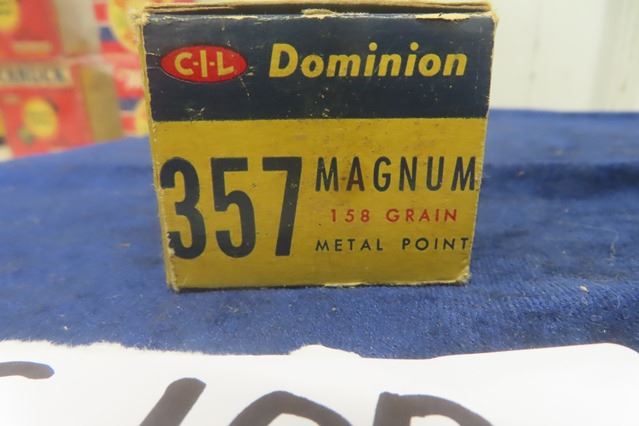 C-I-L Dominion
357 MAGNUM
158 GRAIN
METAL POINT